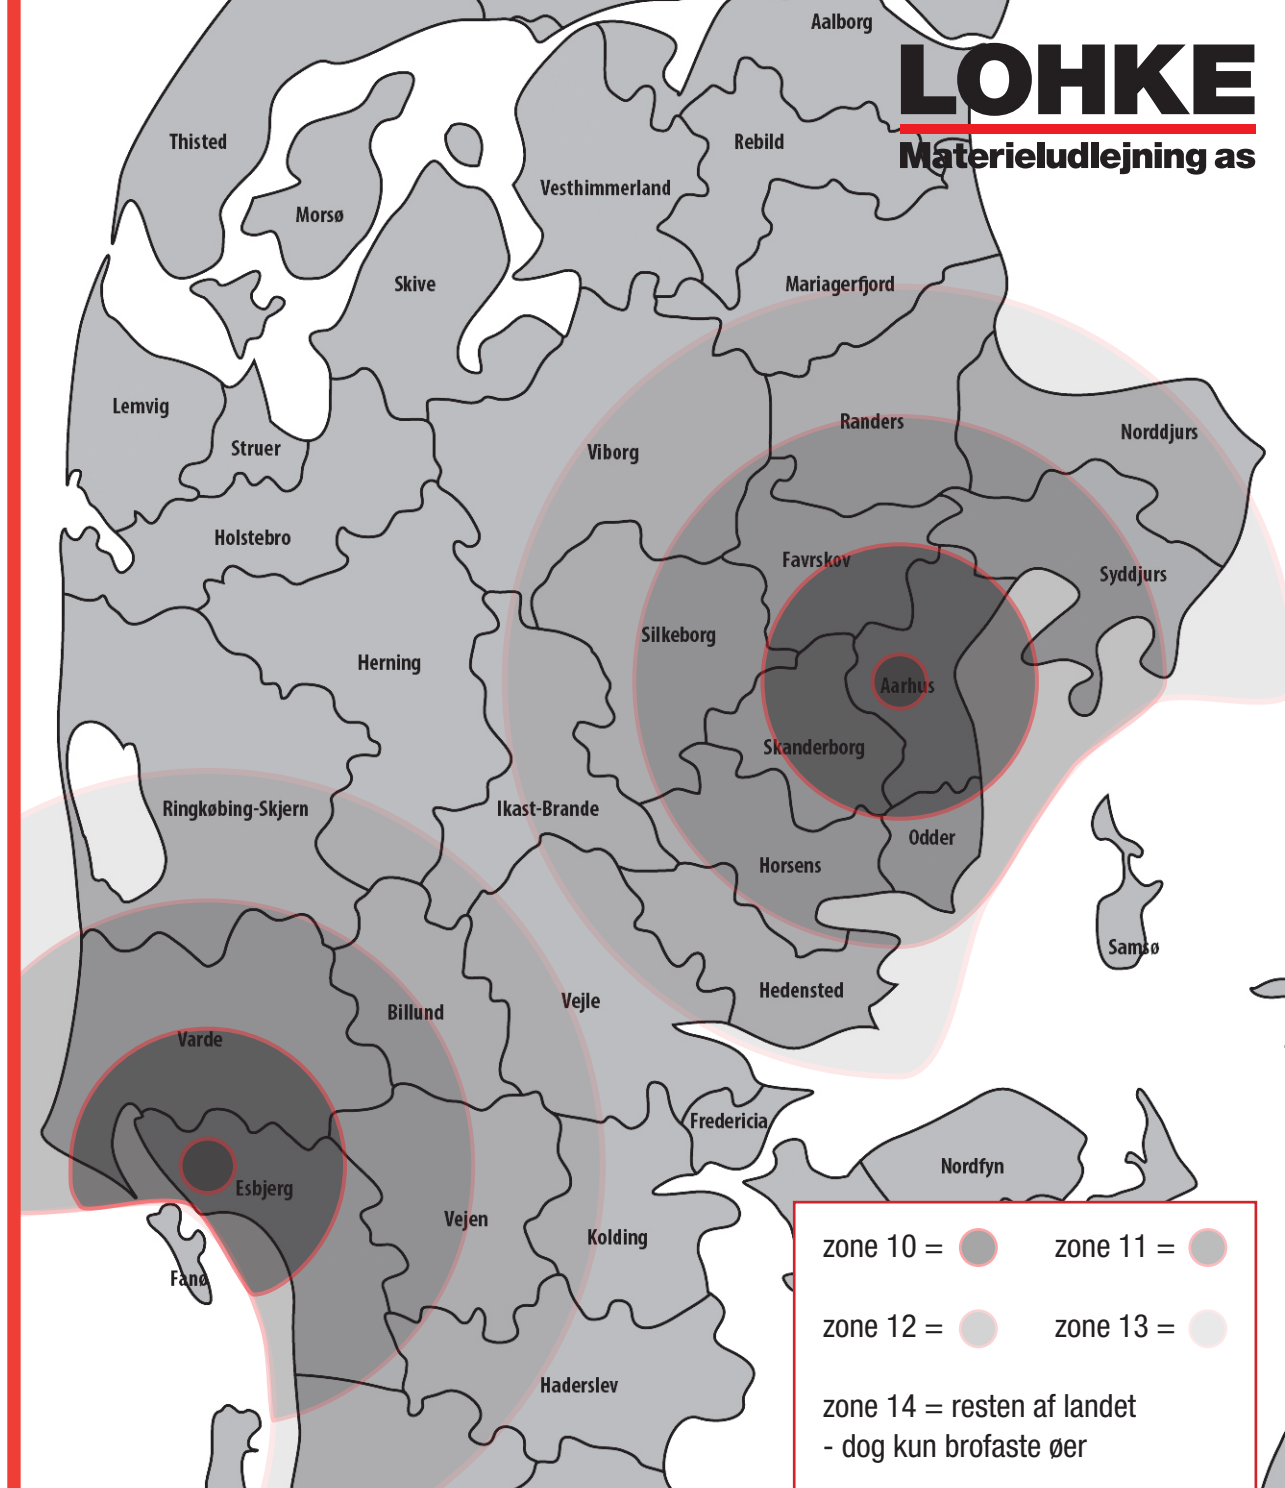 Aalborg
LOHKE
Materieludlejning as
Thisted
Rebild
Vesthimmerland
Morsø
Skive
Mariagerfjord
Lemvig
Randers
Norddjurs
Struer
Viborg
Holstebro
Favrskov
Syddjurs
Silkeborg
Herning
Aarhus
Skanderborg
Ringkøbing-Skjern
Ikast-Brande
Odder
Horsens
Samsø
Hedensted
Vejle
Billund
Varde
Fredericia
Nordfyn
Esbjerg
Vejen
Kolding
Fanø
Haderslev
zone 10 =
zone 11 =
zone 12 =
zone 13 =
zone 14 = resten af landet
- dog kun brofaste øer